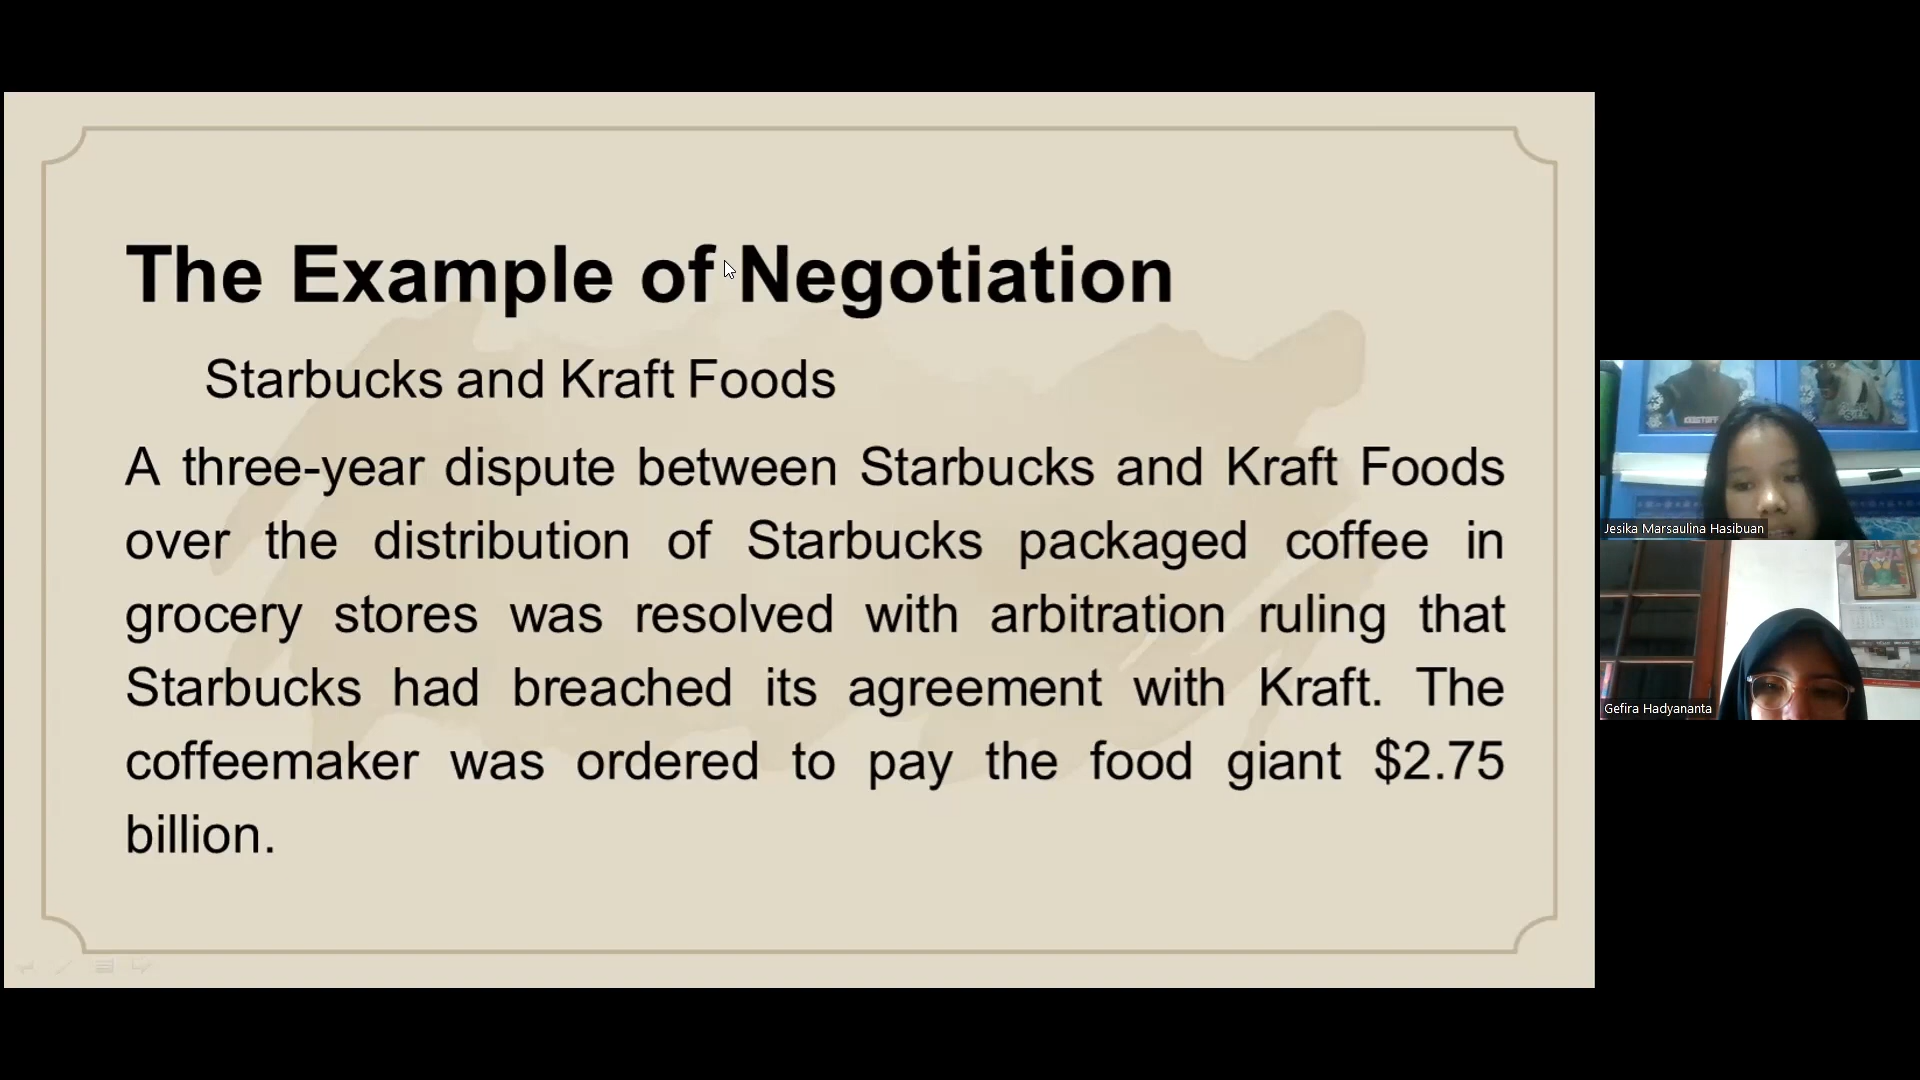 The Example of Negotiation
Starbucks and Kraft Foods
A three-year dispute between Starbucks and Kraft Foods
over the distribution of Starbucks packaged coffee in
grocery stores was resolved with arbitration ruling that
Starbucks had breached its agreement with Kraft. The
coffeemaker was ordered to pay the food giant $2.75
billion.
Jesika Marsaulina Hasibuan
Gefira Hadyananta